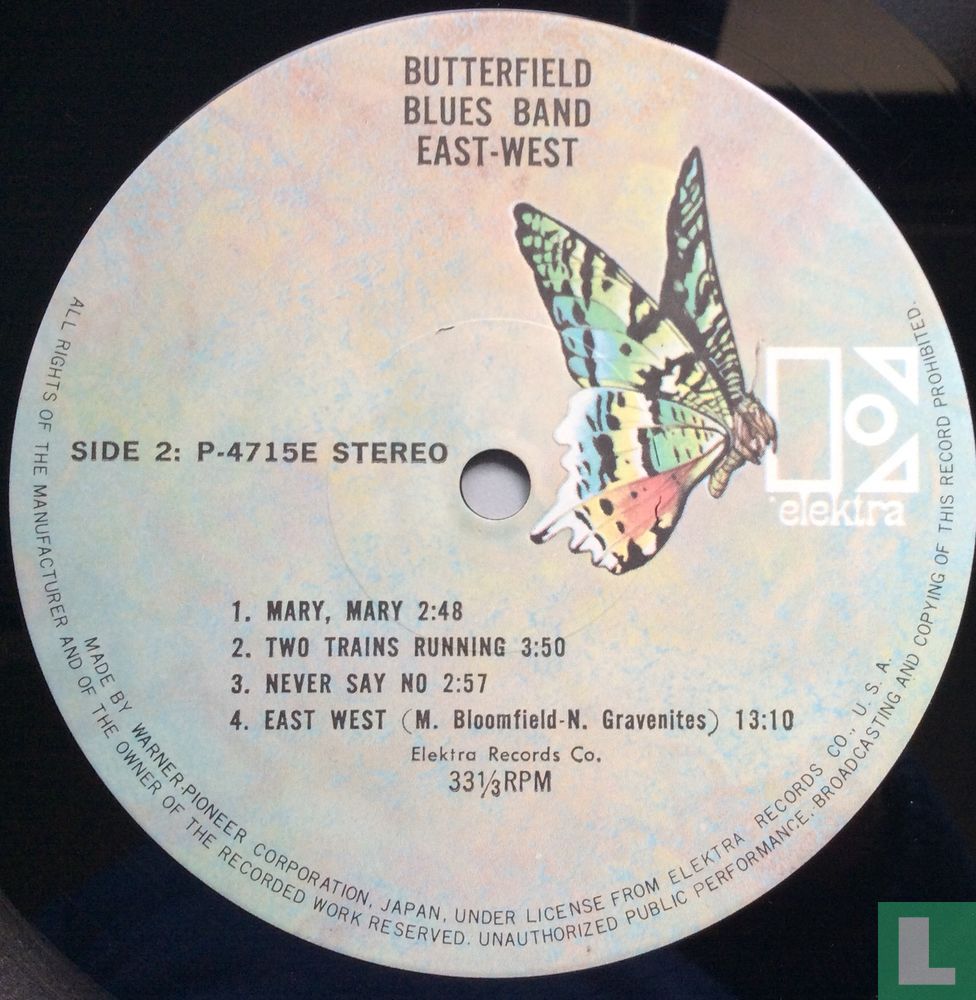 BUTTERFIELD
BLUES BAND
EAST-WEST
elektra
SIDE 2: P-4715E STEREO
1. MARY, MARY 2:48
2. TWO TRAINS RUNNING 3:50
3. NEVER SAY NO 2:57
4. EAST WEST (M. Bloomfield-N. Gravenites) 13:10
Elektra Records Co.
33⅓RPM
MADE BY WARNER-PIONEER CORPORATION, JAPAN, UNDER LICENSE FROM ELEKTRA RECORDS CO., U. S. A.
ALL RIGHTS OF THE MANUFACTURER AND OF THE OWNER OF THE RECORDED WORK RESERVED. UNAUTHORIZED PUBLIC PERFORMANCE, BROADCASTING AND COPYING OF THIS RECORD PROHIBITED.
L